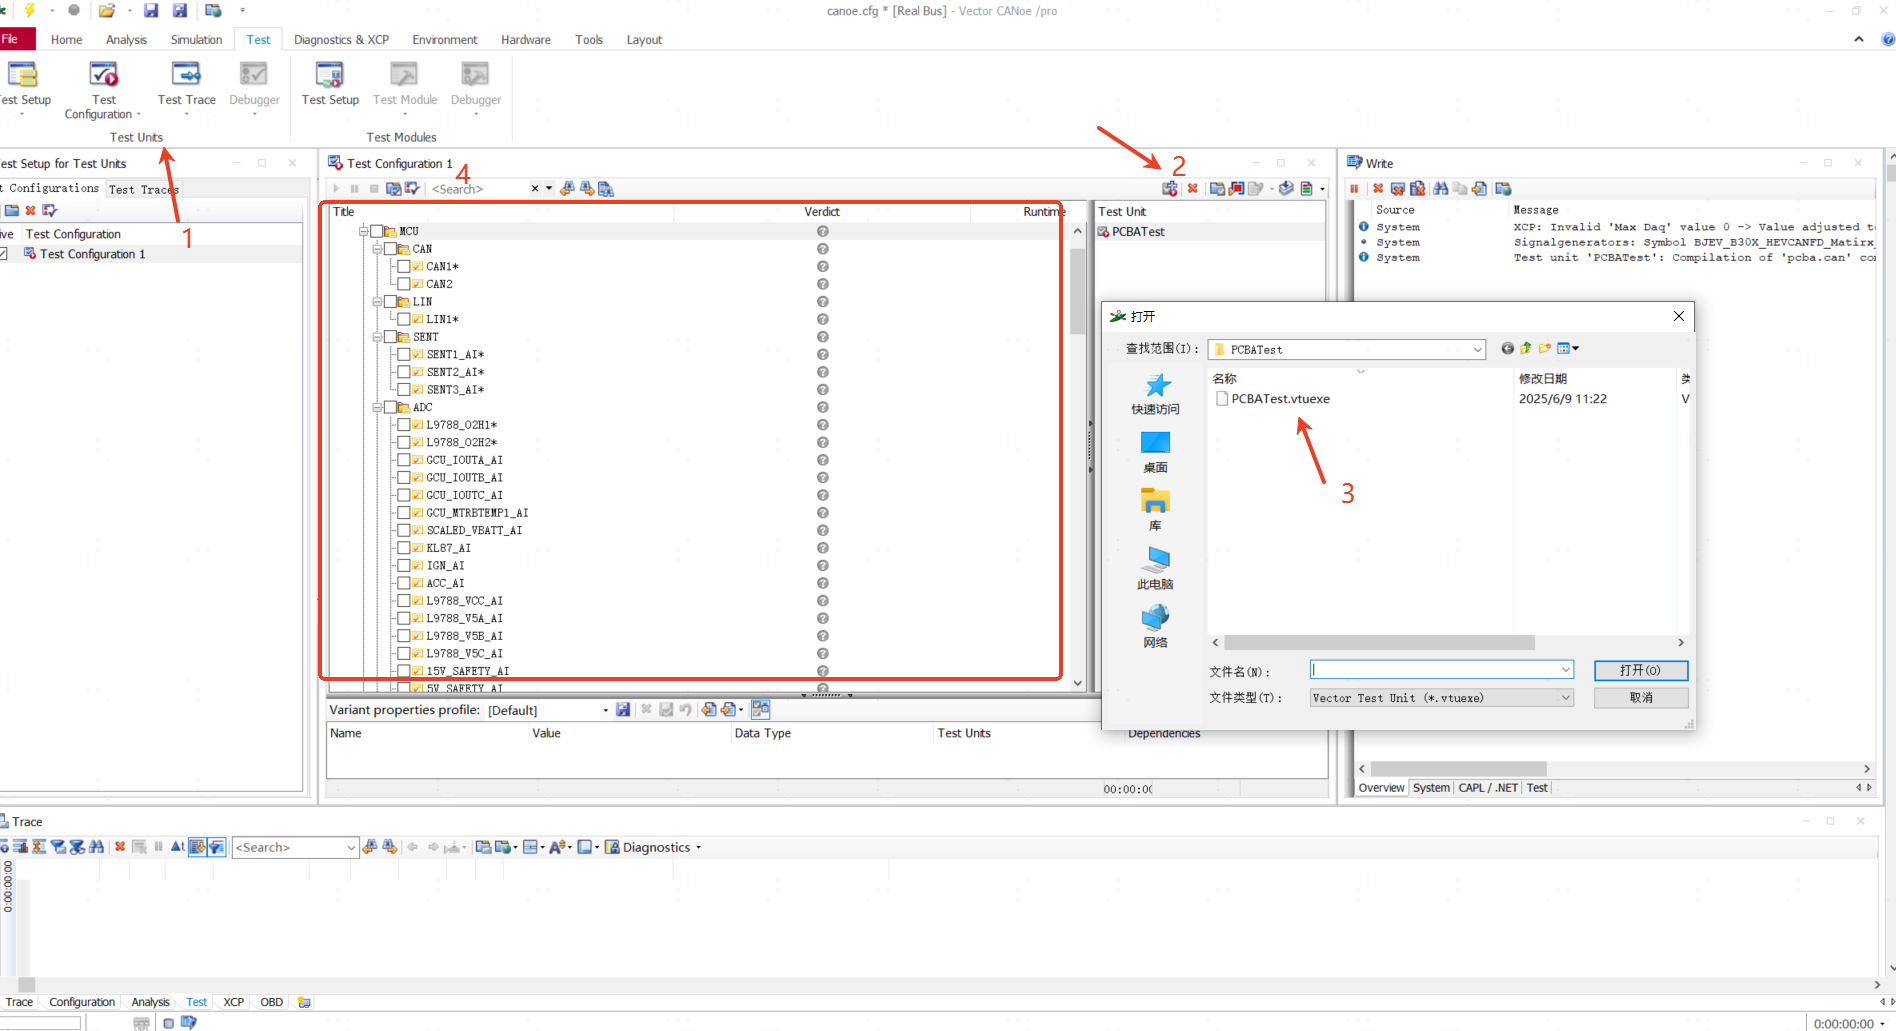 canoe.cfg * [Real Bus] - Vector CANoe /pro
File Home Analysis Simulation Test Diagnostics & XCP Environment Hardware Tools Layout
est Setup Test Configuration Test Trace Debugger Test Setup Test Module Debugger
Test Units Test Modules
est Setup for Test Units
t Configurations Test Traces
ive Test Configuration
Test Configuration 1
1
Test Configuration 1
4
<Search>
2
Title Verdict Runtime
MCU
CAN
CAN1*
CAN2
LIN
LIN1*
SENT
SENT1_AI*
SENT2_AI*
SENT3_AI*
ADC
L9788_O2H1*
L9788_O2H2*
GCU_IOUTA_AI
GCU_IOUTB_AI
GCU_IOUTC_AI
GCU_MTRBTEMP1_AI
SCALED_VBATT_AI
KL87_AI
IGN_AI
ACC_AI
L9788_VCC_AI
L9788_V5A_AI
L9788_V5B_AI
L9788_V5C_AI
15V_SAFETY_AI
5V_SAFETY_AI
Test Unit
PCBATest
Variant properties profile: [Default]
Name Value Data Type Test Units Dependencies
00:00:00
Write
Source Message
System XCP: Invalid 'Max Daq' value 0 -> Value adjusted t
System Signalgenerators: Symbol BJEV_B30X_HEVCANFD_Matirx_
System Test unit 'PCBATest': Compilation of 'pcba.can' co
打开
查找范围(I): PCBATest
名称 修改日期
PCBATest.vtuexe 2025/6/9 11:22 V
3
快速访问
桌面
库
此电脑
网络
文件名(N): 打开(O)
文件类型(T): Vector Test Unit (*.vtuexe) 取消
Overview System CAPL / .NET Test
Trace
<Search> Diagnostics
0:00:00:00
Trace Configuration Analysis Test XCP OBD
0:00:00:00